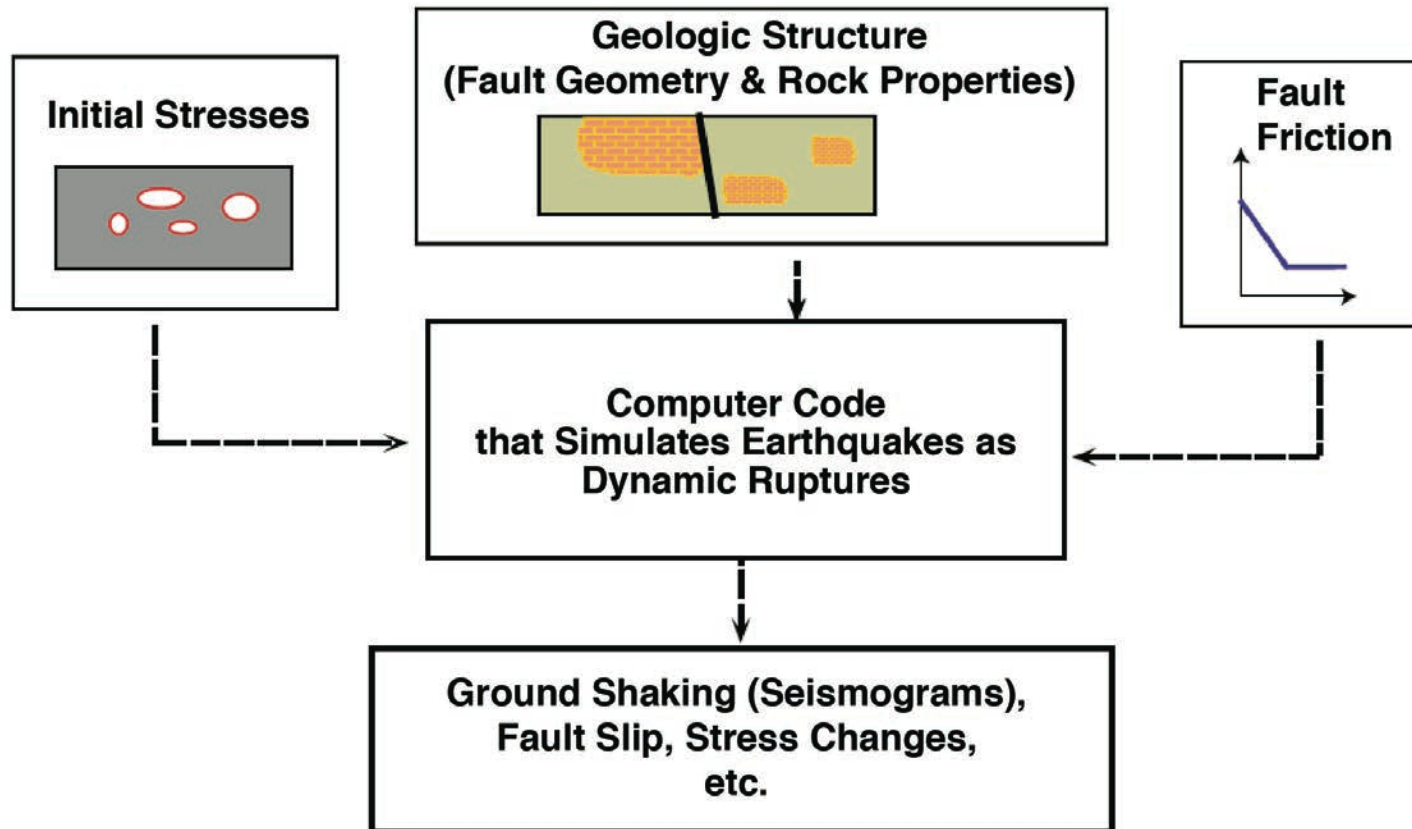 Initial Stresses
Geologic Structure
(Fault Geometry & Rock Properties)
Fault
Friction
Computer Code
that Simulates Earthquakes as
Dynamic Ruptures
Ground Shaking (Seismograms),
Fault Slip, Stress Changes,
etc.